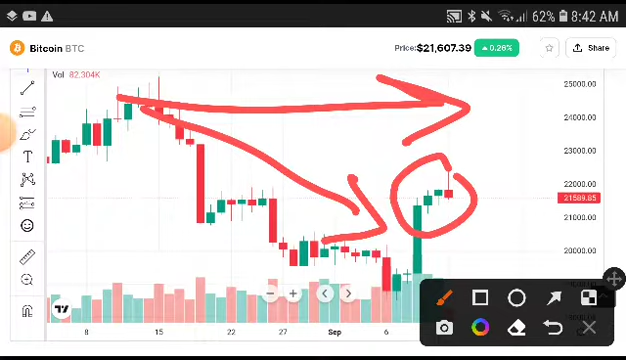 62% 8:42 AM
Bitcoin BTC
Price:$21,607.39
0.26%
Share
Vol 82.304K
25000.00
24000.00
23000.00
22000.00
21589.85
21000.00
20000.00
8
15
22
27
Sep
6